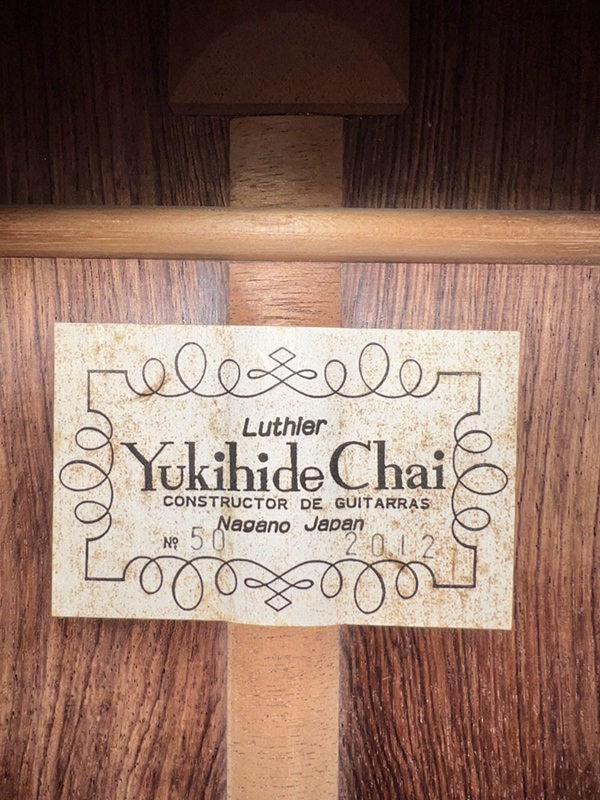 Luthier
Yukihide Chai
CONSTRUCTOR DE GUITARRAS
Nagano Japan
Nº 50 2012